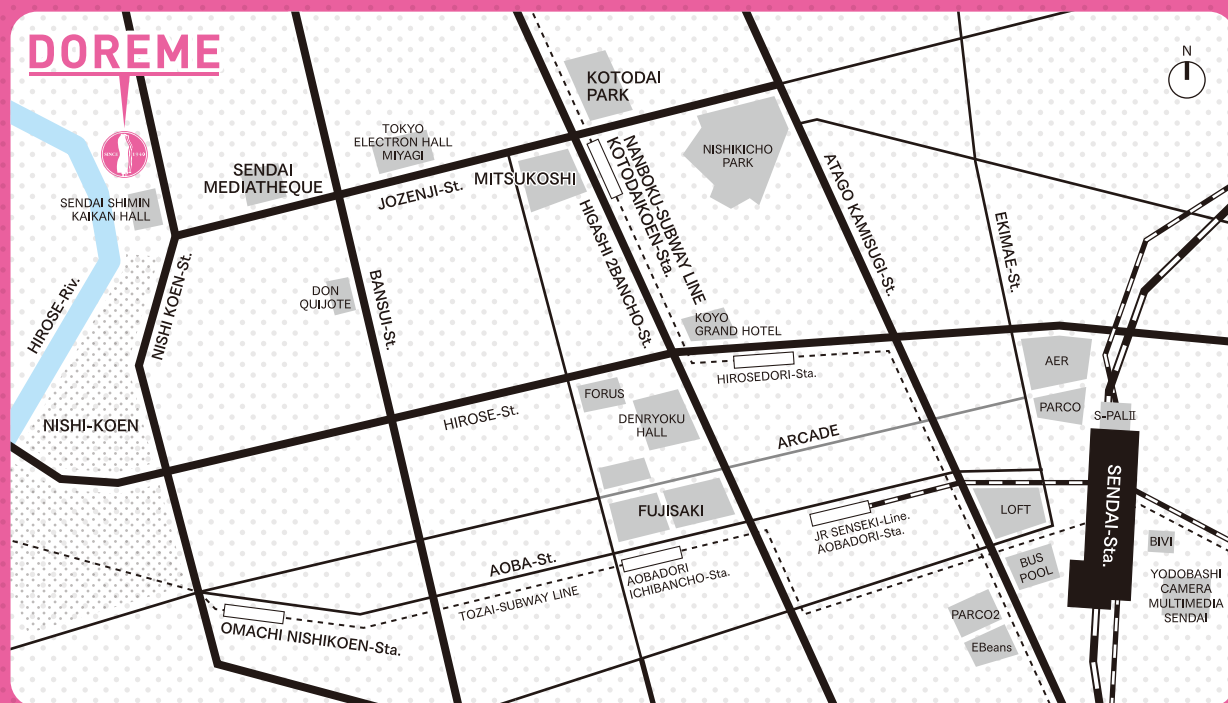 DOREME
N
KOTODAI
PARK
TOKYO
ELECTRON HALL
MIYAGI
SINCE 1940
SENDAI
MEDIATHEQUE
MITSUKOSHI
NISHIKICHO
PARK
SENDAI SHIMIN
KAIKAN HALL
JOZENJI-St.
NANBOKU-SUBWAY LINE
KOTODAIKOEN-Sta.
HIGASHI 2BANCHO-St.
ATAGO KAMISUGI-St.
EKIMAE-St.
HIROSE-Riv.
NISHI KOEN-St.
DON
QUIJOTE
BANSUI-St.
KOYO
GRAND HOTEL
HIROSEDORI-Sta.
AER
PARCO
S-PALII
NISHI-KOEN
HIROSE-St.
FORUS
DENRYOKU
HALL
ARCADE
SENDAI-Sta.
FUJISAKI
JR SENSEKI-Line.
AOBADORI-Sta.
LOFT
BIVI
AOBA-St.
AOBADORI
ICHIBANCHO-Sta.
BUS
POOL
YODOBASHI
CAMERA
MULTIMEDIA
SENDAI
TOZAI-SUBWAY LINE
OMACHI NISHIKOEN-Sta.
PARCO2
EBeans